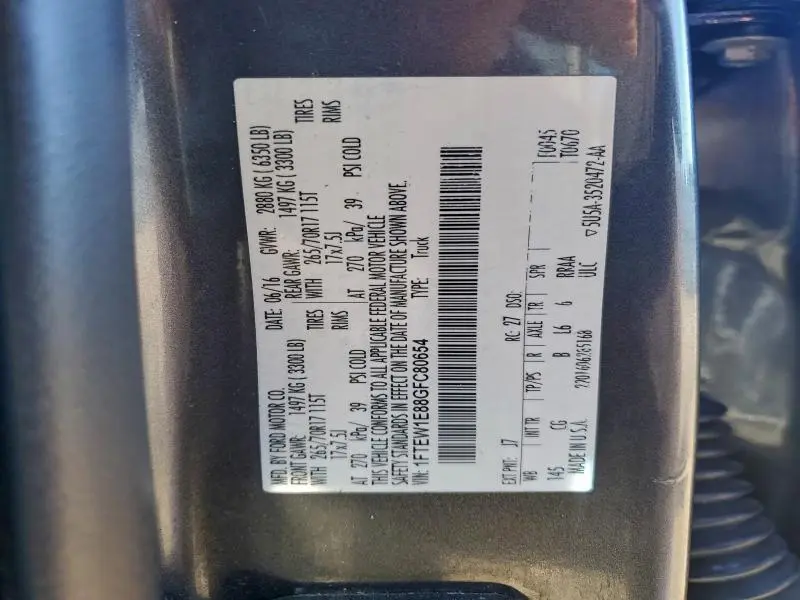 MFD. BY FORD MOTOR CO.
DATE: 06/16 GVWR: 2880 KG ( 6350 LB)
FRONT GAWR: 1497 KG ( 3300 LB) REAR GAWR: 1497 KG ( 3300 LB)
WITH 265/70R17 115T TIRES WITH 265/70R17 115T TIRES
17x7.5J RIMS 17x7.5J RIMS
AT 270 kPa/ 39 PSI COLD AT 270 kPa/ 39 PSI COLD
THIS VEHICLE CONFORMS TO ALL APPLICABLE FEDERAL MOTOR VEHICLE
SAFETY STANDARDS IN EFFECT ON THE DATE OF MANUFACTURE SHOWN ABOVE.
VIN: 1FTEW1E88GFC80654 TYPE: Truck
EXT PNT: J7 RC: 27 DSO: F0045
T0670
WB INT TR TP/PS R AXLE TR SPR
145 CG B L6 6 RRAA
MADE IN U.S.A. ULC
▽5U5A-3520472-AA